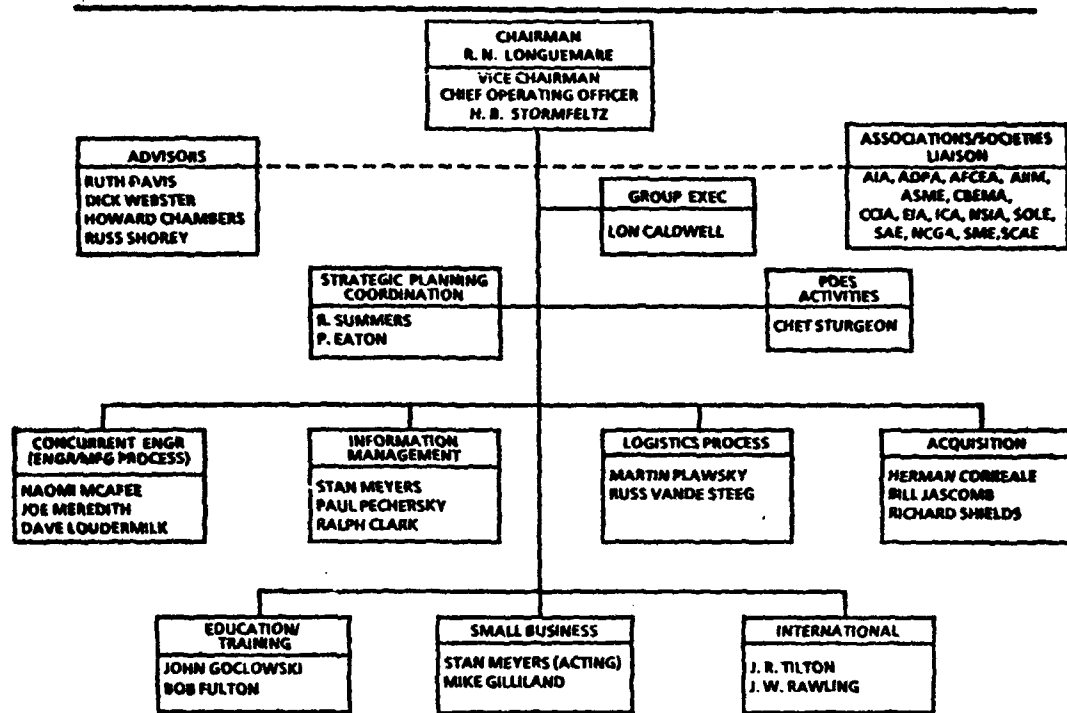 CHAIRMAN
R. N. LONGUEMARE
VICE CHAIRMAN
CHIEF OPERATING OFFICER
H. B. STORMFELTZ
ADVISORS
RUTH DAVIS
DICK WEBSTER
HOWARD CHAMBERS
RUSS SHOREY
ASSOCIATIONS/SOCIETIES
LIAISON
AIA, ADPA, AFCEA, AIIM,
ASME, CBEMA,
CCIA, EIA, ICA, NSIA, SOLE,
SAE, NCGA, SME, SCAE
GROUP EXEC
LON CALDWELL
STRATEGIC PLANNING
COORDINATION
R. SUMMERS
P. EATON
PDES
ACTIVITIES
CHET STURGEON
CONCURRENT ENGR
(ENGR/MFG PROCESS)
NAOMI MCAFEE
JOE MEREDITH
DAVE LOUDERMILK
INFORMATION
MANAGEMENT
STAN MEYERS
PAUL PECHERSKY
RALPH CLARK
LOGISTICS PROCESS
MARTIN PLAWSKY
RUSS VANDE STEEG
ACQUISITION
HERMAN
BILL JASCOMB
RICHARD SHIELDS
EDUCATION/
TRAINING
JOHN GOCLOWSKI
BOB FULTON
SMALL BUSINESS
STAN MEYERS (ACTING)
MIKE GILLILAND
INTERNATIONAL
J. R. TILTON
J. W. RAWLING